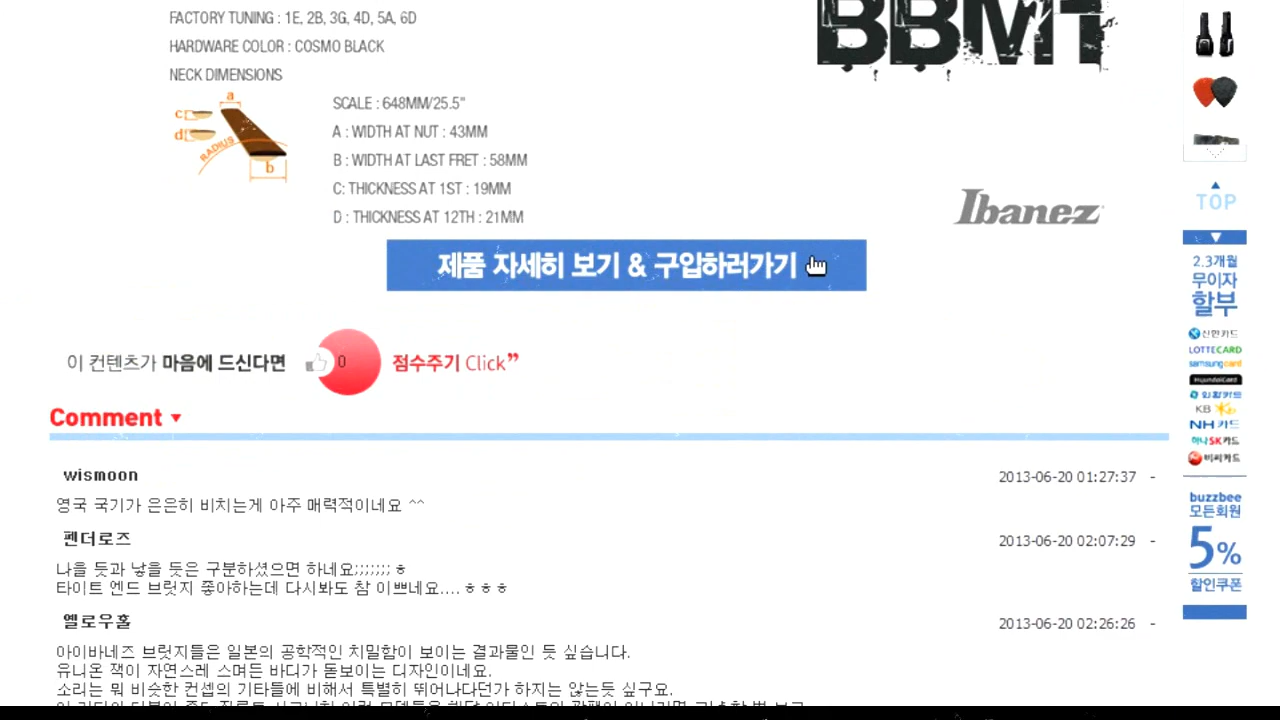 FACTORY TUNING : 1E, 2B, 3G, 4D, 5A, 6D
BBMT
HARDWARE COLOR : COSMO BLACK
NECK DIMENSIONS
a
c
d
RADIUS
b
SCALE : 648MM/25.5"
A : WIDTH AT NUT : 43MM
B : WIDTH AT LAST FRET : 58MM
C: THICKNESS AT 1ST : 19MM
D : THICKNESS AT 12TH : 21MM
Ibanez
제품 자세히 보기 & 구입하러가기
이 컨텐츠가 마음에 드신다면 0 점수주기 Click"
Comment
wismoon 2013-06-20 01:27:37 -
영국 국기가 은은히 비치는게 아주 매력적이네요 ^^
펜더로즈 2013-06-20 02:07:29 -
나을 듯과 낳을 듯은 구분하셨으면 하네요;;;;;;;ㅎ
타이트 엔드 브릿지 좋아하는데 다시봐도 참 이쁘네요....ㅎㅎㅎ
옐로우홀 2013-06-20 02:26:26 -
아이바네즈 브릿지들은 일본의 공학적인 치밀함이 보이는 결과물인 듯 싶습니다.
유니온 잭이 자연스레 스며든 바디가 돋보이는 디자인이네요.
소리는 뭐 비슷한 컨셉의 기타들에 비해서 특별히 뛰어나다던가 하지는 않는듯 싶구요.
TOP
2.3개월
무이자
할부
신한카드
LOTTECARD
samsung card
HyundaiCard
외환카드
KB
NH 카드
하나SK카드
비씨카드
buzzbee
모든회원
5%
할인쿠폰